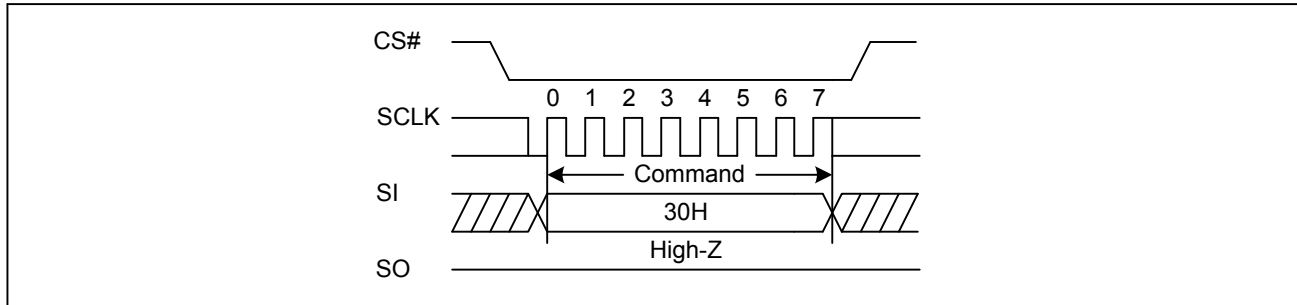 CS#
0 1 2 3 4 5 6 7
SCLK
Command
SI
30H
High-Z
SO